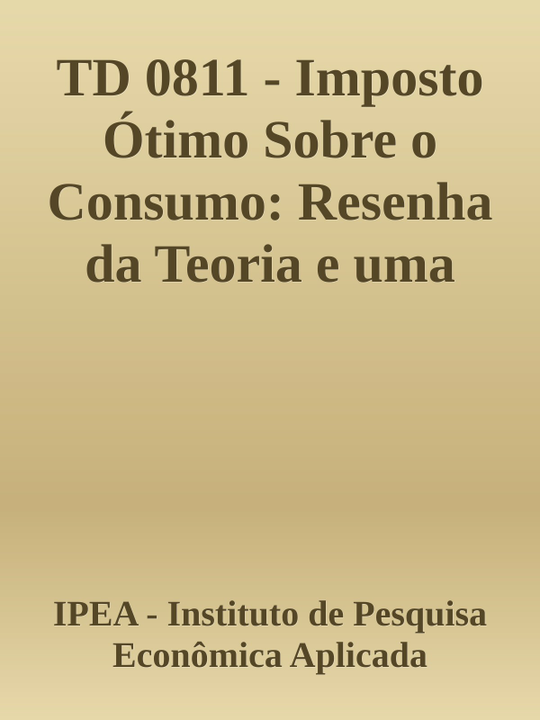 TD 0811 - Imposto
Ótimo Sobre o
Consumo: Resenha
da Teoria e uma
IPEA - Instituto de Pesquisa
Econômica Aplicada